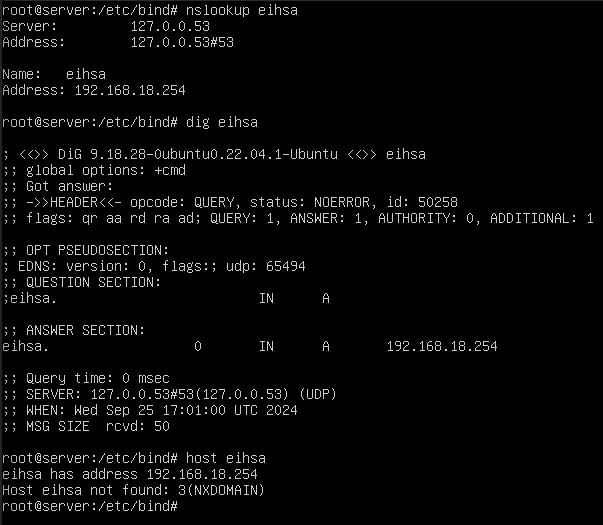 root@server:/etc/bind# nslookup eihsa
Server:         127.0.0.53
Address:        127.0.0.53#53

Name:   eihsa
Address: 192.168.18.254

root@server:/etc/bind# dig eihsa

; <<>> DiG 9.18.28-0ubuntu0.22.04.1-Ubuntu <<>> eihsa
;; global options: +cmd
;; Got answer:
;; ->>HEADER<<- opcode: QUERY, status: NOERROR, id: 50258
;; flags: qr aa rd ra ad; QUERY: 1, ANSWER: 1, AUTHORITY: 0, ADDITIONAL: 1

;; OPT PSEUDOSECTION:
; EDNS: version: 0, flags:; udp: 65494
;; QUESTION SECTION:
;eihsa.                         IN      A

;; ANSWER SECTION:
eihsa.                  0       IN      A       192.168.18.254

;; Query time: 0 msec
;; SERVER: 127.0.0.53#53(127.0.0.53) (UDP)
;; WHEN: Wed Sep 25 17:01:00 UTC 2024
;; MSG SIZE  rcvd: 50

root@server:/etc/bind# host eihsa
eihsa has address 192.168.18.254
Host eihsa not found: 3(NXDOMAIN)
root@server:/etc/bind#